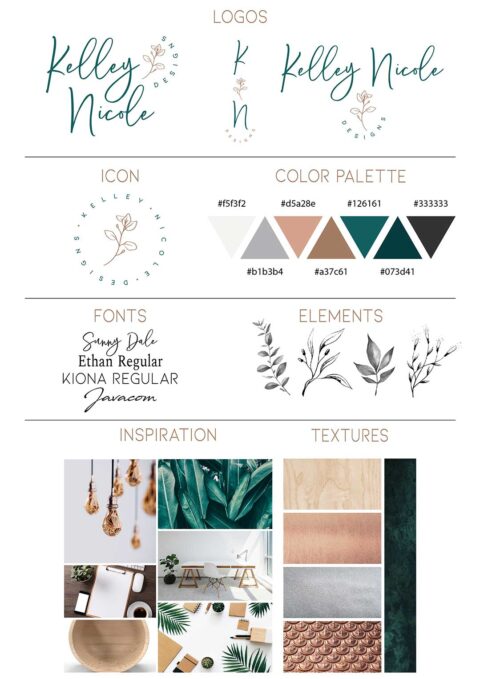 LOGOS
Kelley
Nicole
DESIGNS
K
N
DESIGNS
Kelley Nicole
DESIGNS
ICON
COLOR PALETTE
KELLEY · NICOLE · DESIGNS ·
#f5f3f2
#d5a28e
#126161
#333333
#b1b3b4
#a37c61
#073d41
FONTS
ELEMENTS
Sunny Dale
Ethan Regular
KIONA REGULAR
Javacom
INSPIRATION
TEXTURES